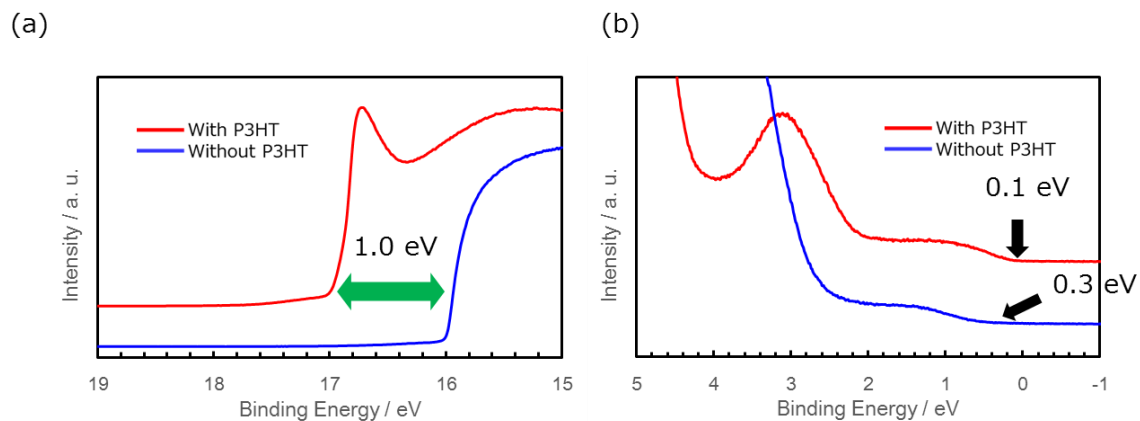 (a)
With P3HT
Without P3HT
1.0 eV
Intensity / a. u.
19 18 17 16 15
Binding Energy / eV
(b)
With P3HT
Without P3HT
0.1 eV
0.3 eV
Intensity / a. u.
5 4 3 2 1 0 -1
Binding Energy / eV